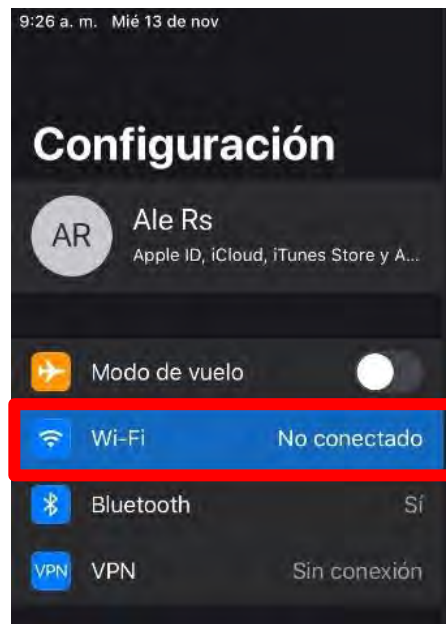 9:26 a. m. Mié 13 de nov
Configuración
AR
Ale Rs
Apple ID, iCloud, iTunes Store y A...
Modo de vuelo
Wi-Fi No conectado
Bluetooth Sí
VPN VPN Sin conexión